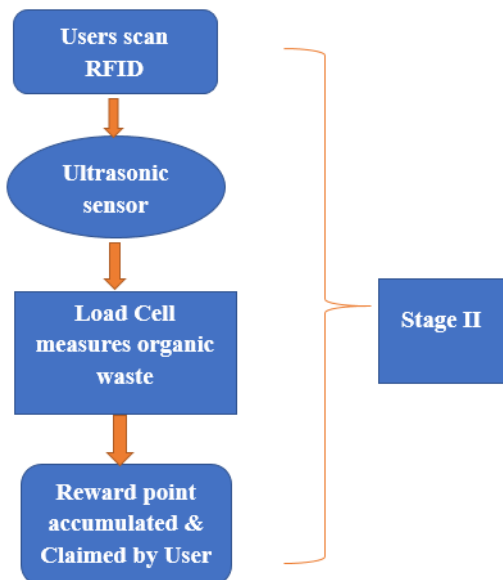 Users scan
RFID
Ultrasonic
sensor
Load Cell
measures organic
waste
Reward point
accumulated &
Claimed by User
Stage II